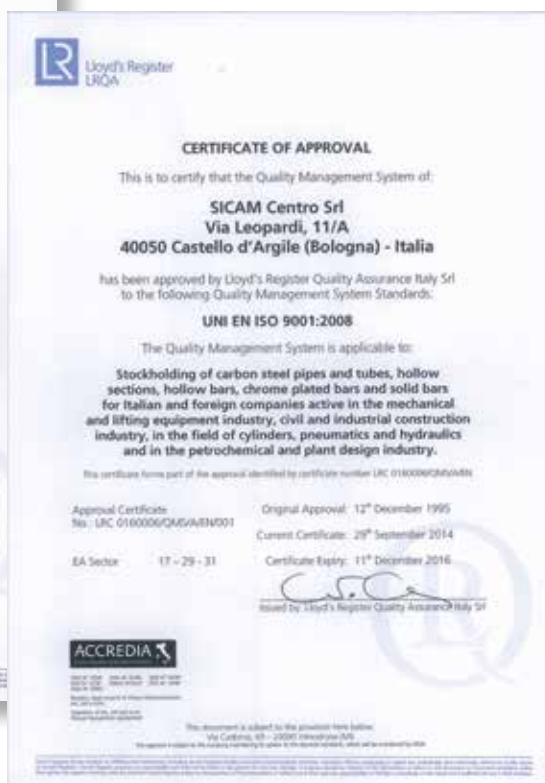 LR
Lloyd's Register
LRQA
CERTIFICATE OF APPROVAL
This is to certify that the Quality Management System of:
SICAM Centro Srl
Via Leopardi, 11/A
40050 Castello d'Argile (Bologna) - Italia
has been approved by Lloyd's Register Quality Assurance Italy Srl
to the following Quality Management System Standards:
UNI EN ISO 9001:2008
The Quality Management System is applicable to:
Stockholding of carbon steel pipes and tubes, hollow
sections, hollow bars, chrome plated bars and solid bars
for Italian and foreign companies active in the mechanical
and lifting equipment industry, civil and industrial construction
industry, in the field of cylinders, pneumatics and hydraulics
and in the petrochemical and plant design industry.
This certificate forms part of the approval identified by certificate number LRC 0160006/QMS/A/EN
Approval Certificate
No.: LRC 0160006/QMS/A/EN/001
Original Approval: 12th December 1995
Current Certificate: 29th September 2014
EA Sector 17 - 29 - 31
Certificate Expiry: 11th December 2016
Issued by: Lloyd's Register Quality Assurance Italy Srl
ACCREDIA
This document is subject to the provision here below